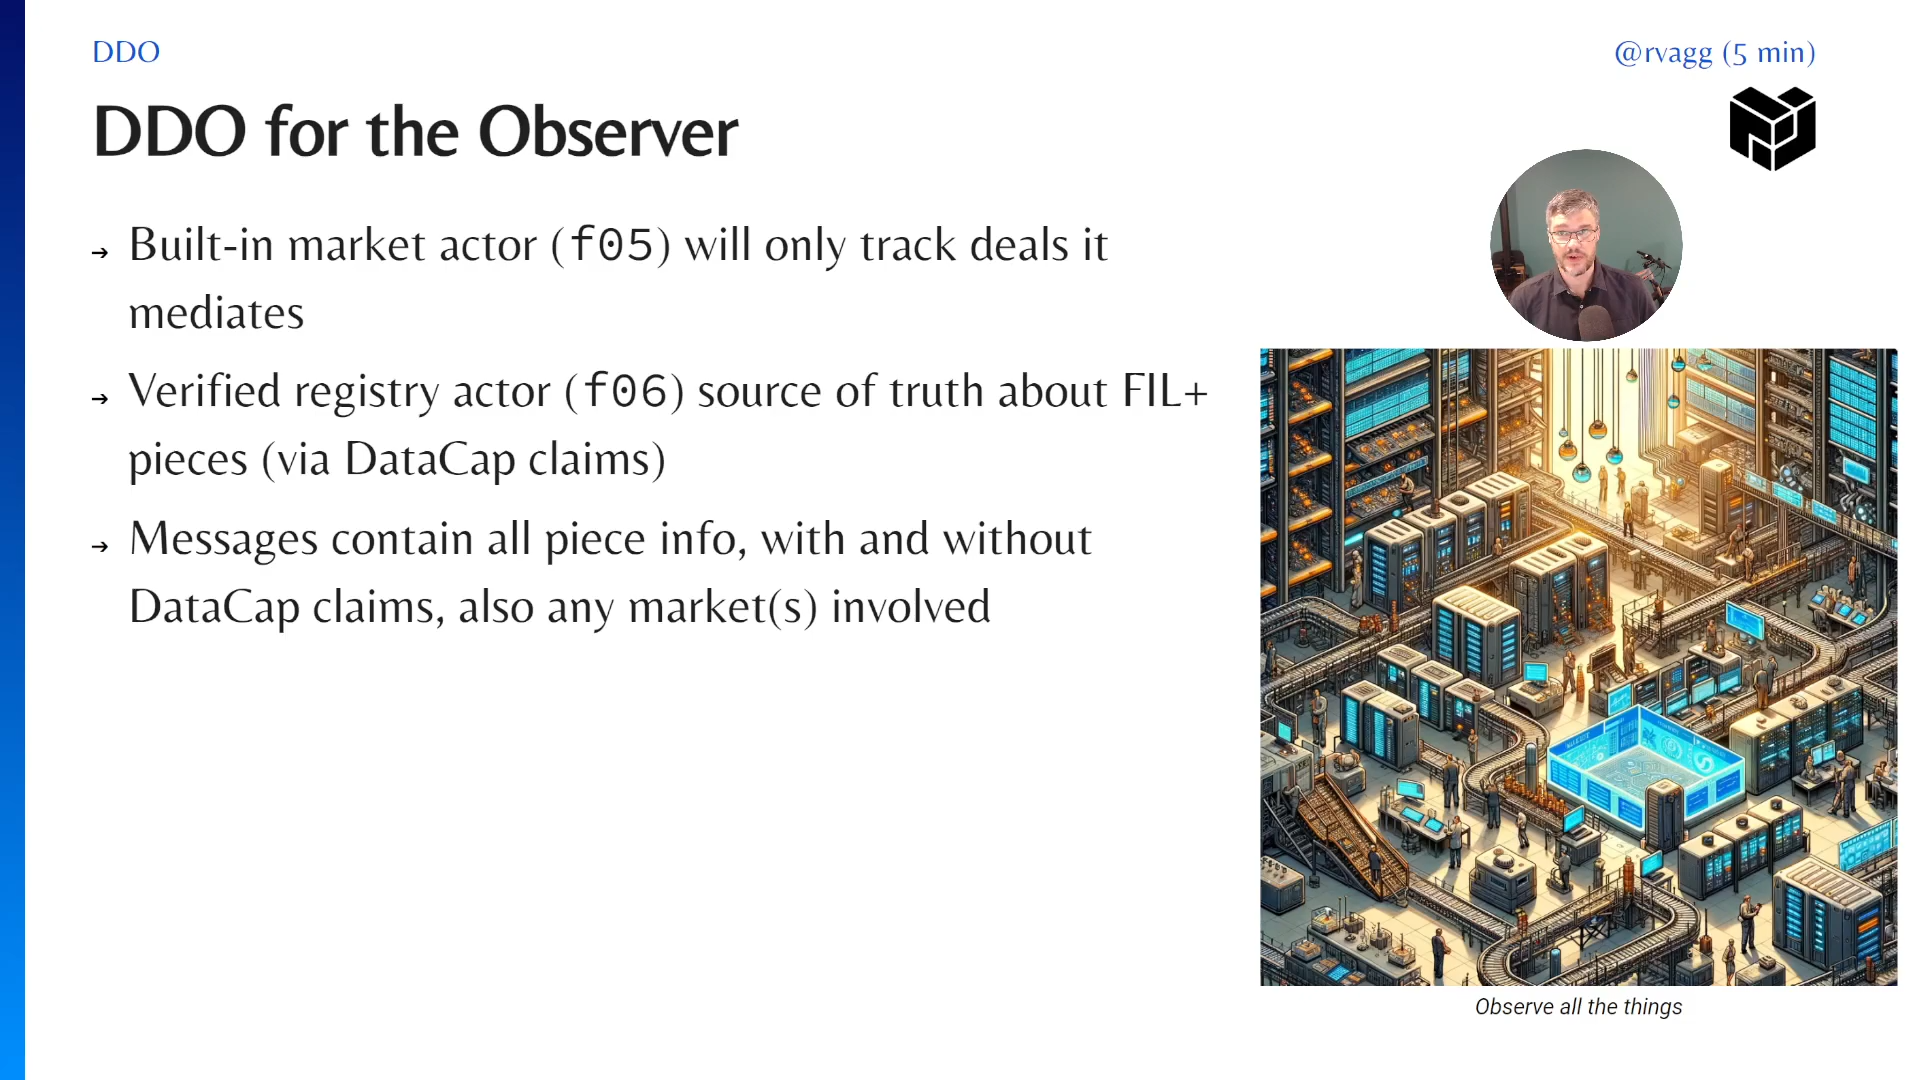 DDO
@rvagg (5 min)
DDO for the Observer
➔ Built-in market actor (f05) will only track deals it
mediates
➔ Verified registry actor (f06) source of truth about FIL+
pieces (via DataCap claims)
➔ Messages contain all piece info, with and without
DataCap claims, also any market(s) involved
Observe all the things